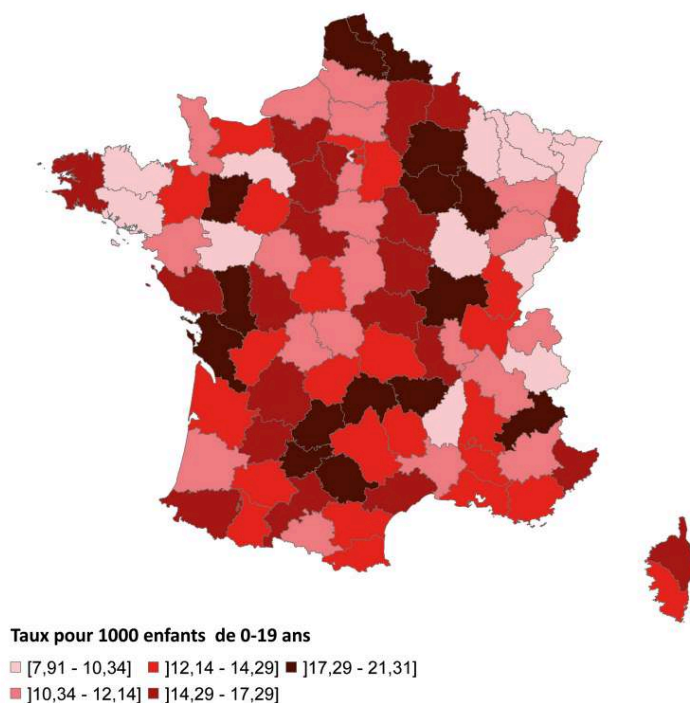 Taux pour 1000 enfants de 0-19 ans
[7,91 - 10,34] ]12,14 - 14,29] ]17,29 - 21,31]
]10,34 - 12,14] ]14,29 - 17,29]